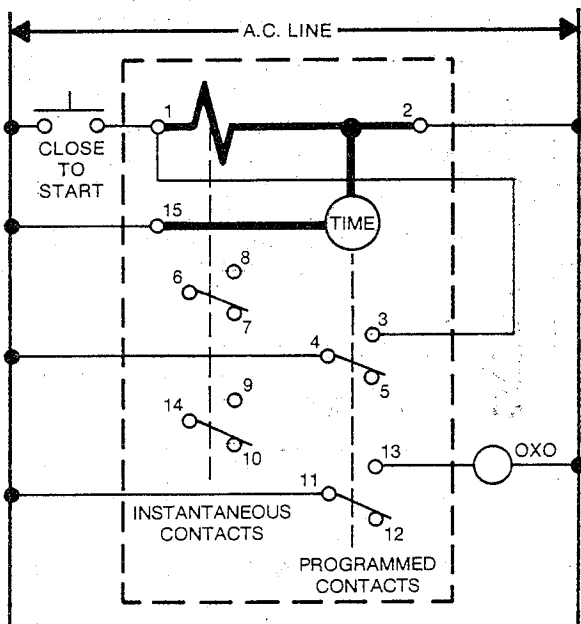 A.C. LINE
1
2
CLOSE
TO
START
15
TIME
8
6
7
3
4
5
9
14
10
13
OXO
11
12
INSTANTANEOUS
CONTACTS
PROGRAMMED
CONTACTS